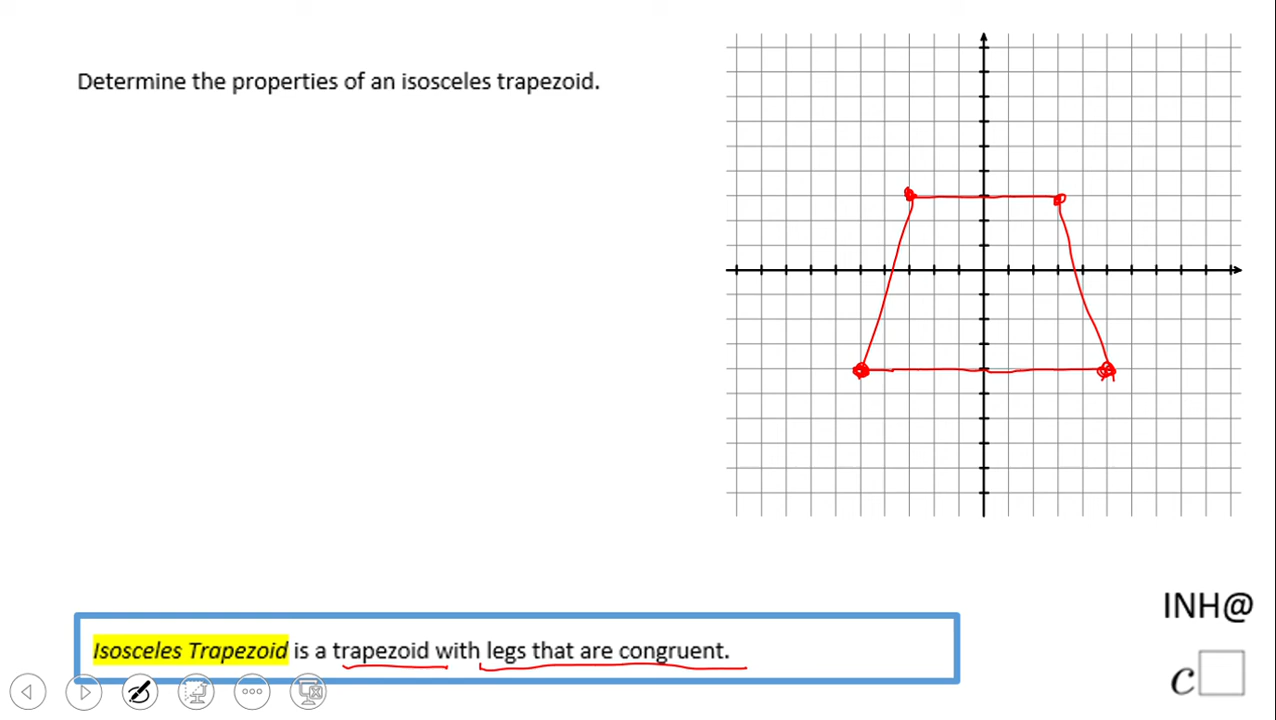 Determine the properties of an isosceles trapezoid.
Isosceles Trapezoid is a trapezoid with legs that are congruent.
INH@
c